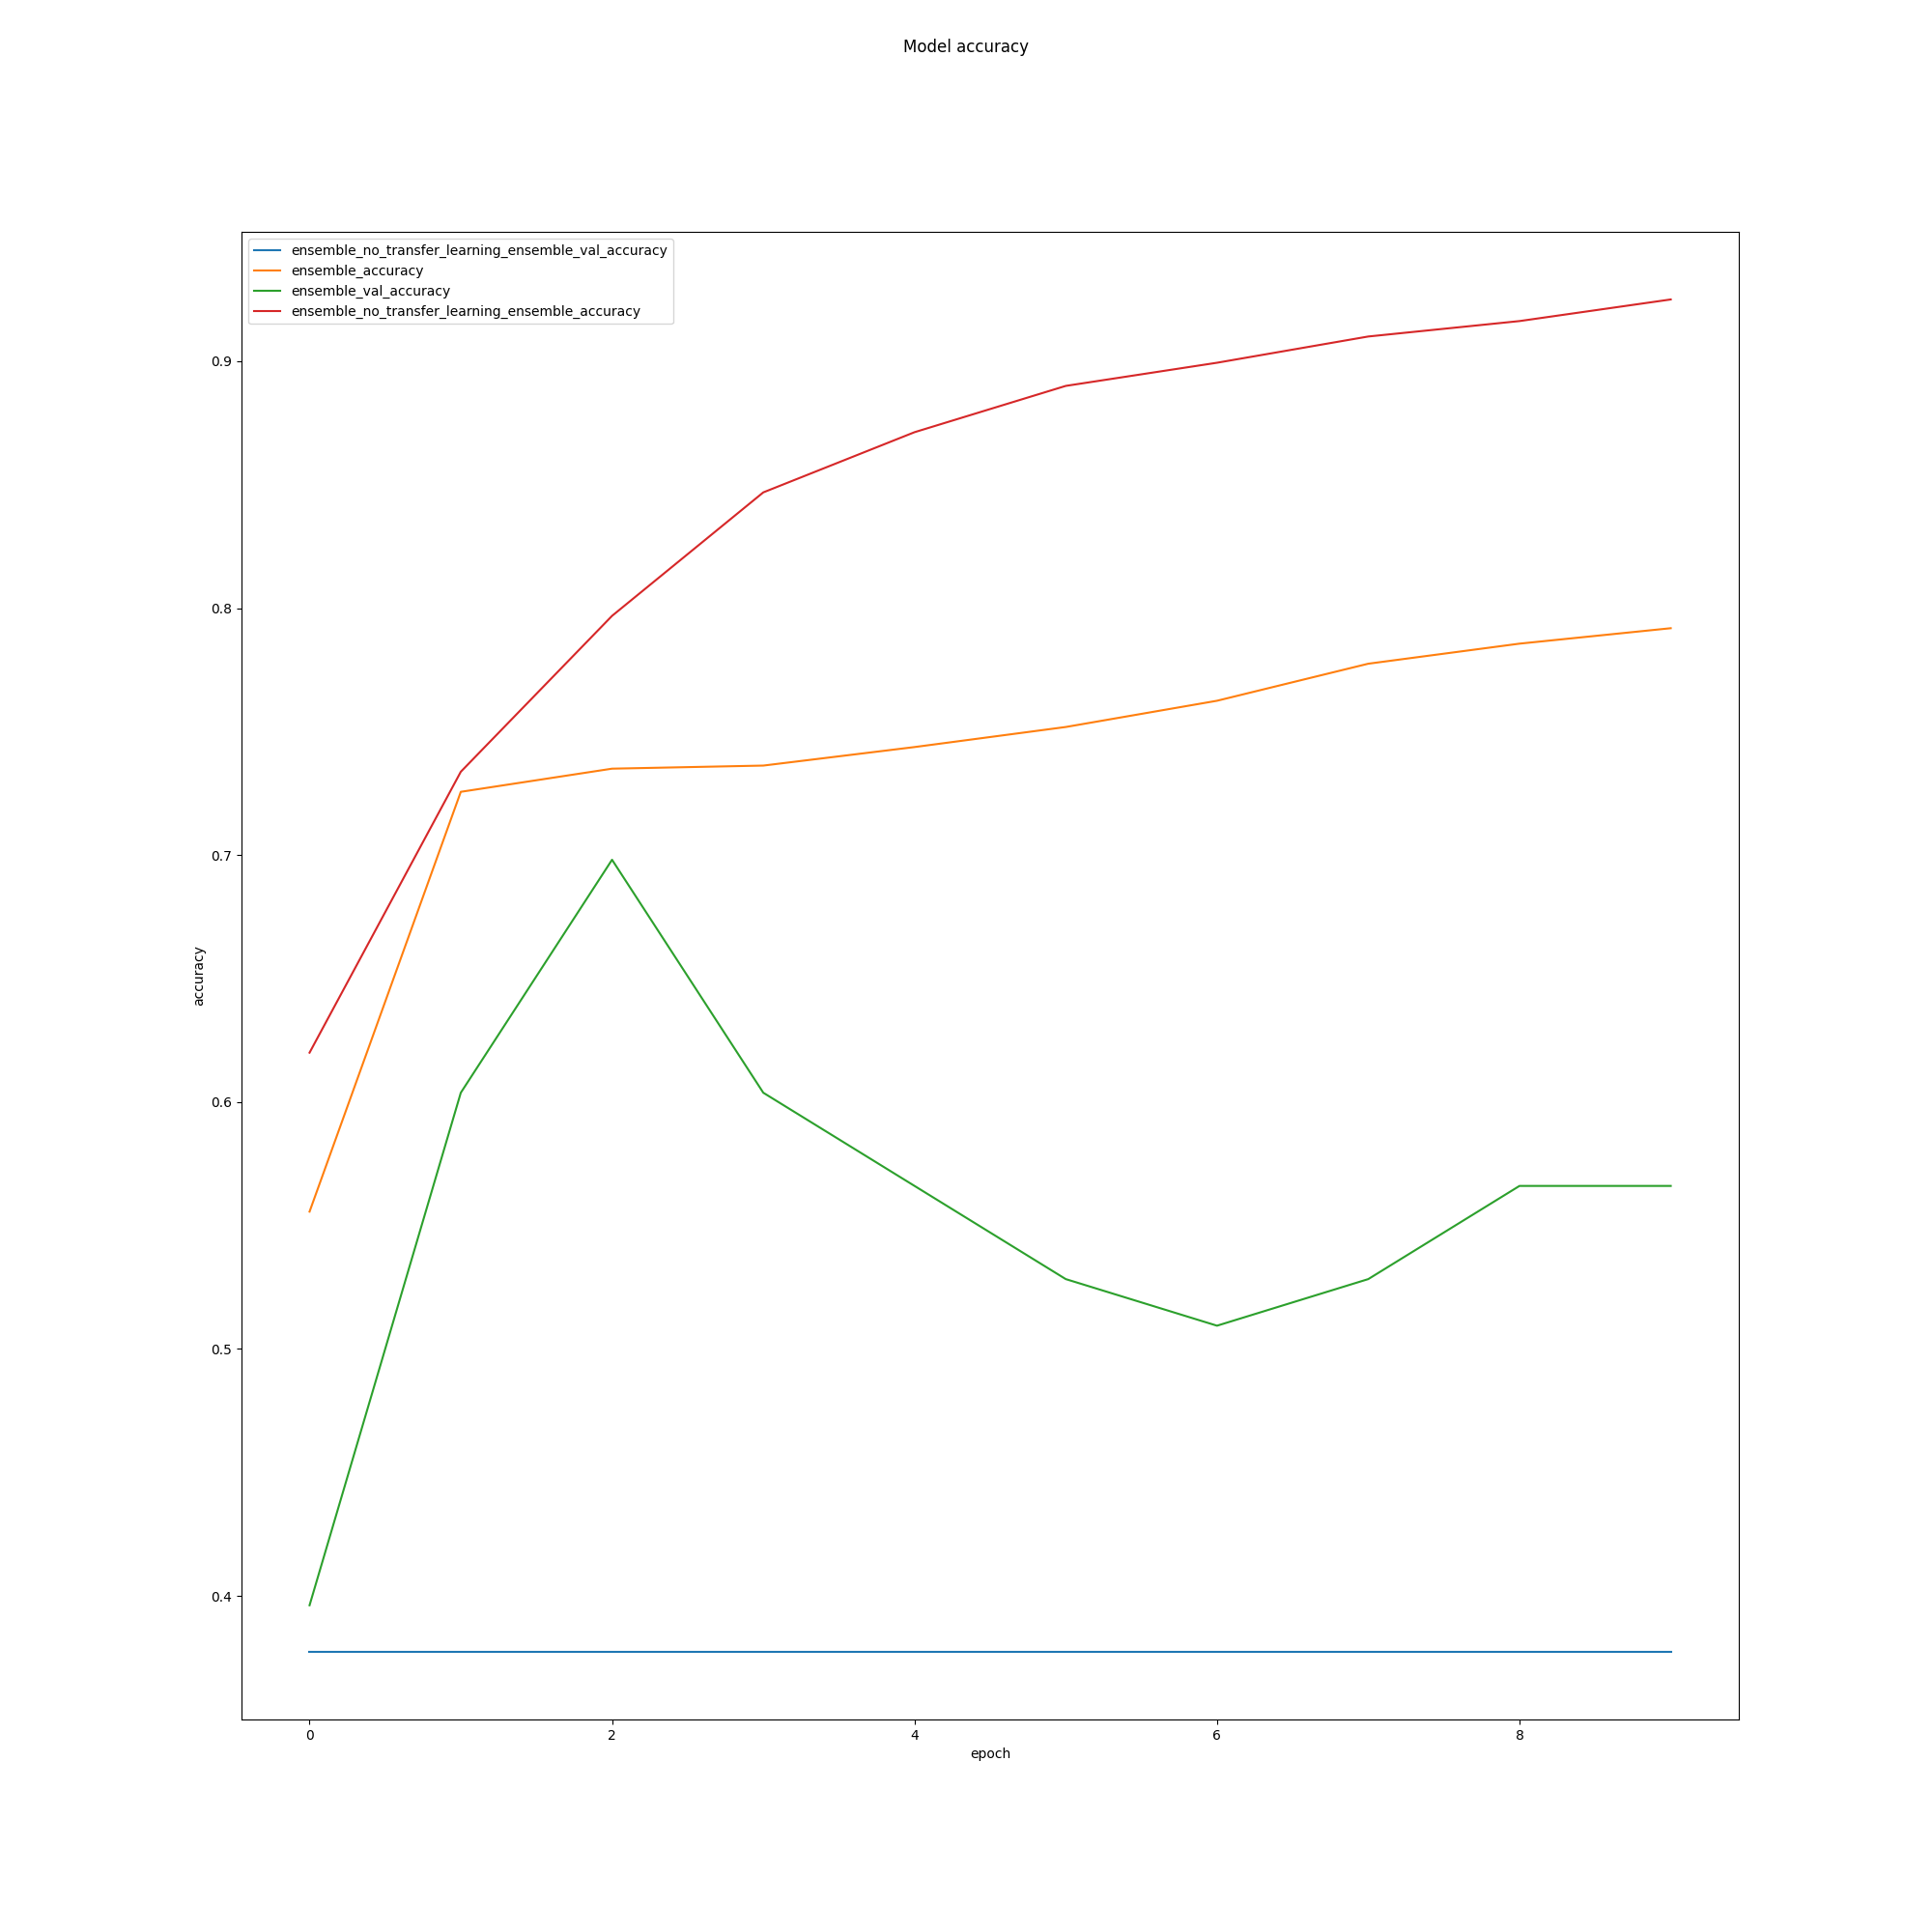 Model accuracy
ensemble_no_transfer_learning_ensemble_val_accuracy
ensemble_accuracy
ensemble_val_accuracy
ensemble_no_transfer_learning_ensemble_accuracy
0.9
0.8
0.7
0.6
0.5
0.4
accuracy
0 2 4 6 8
epoch